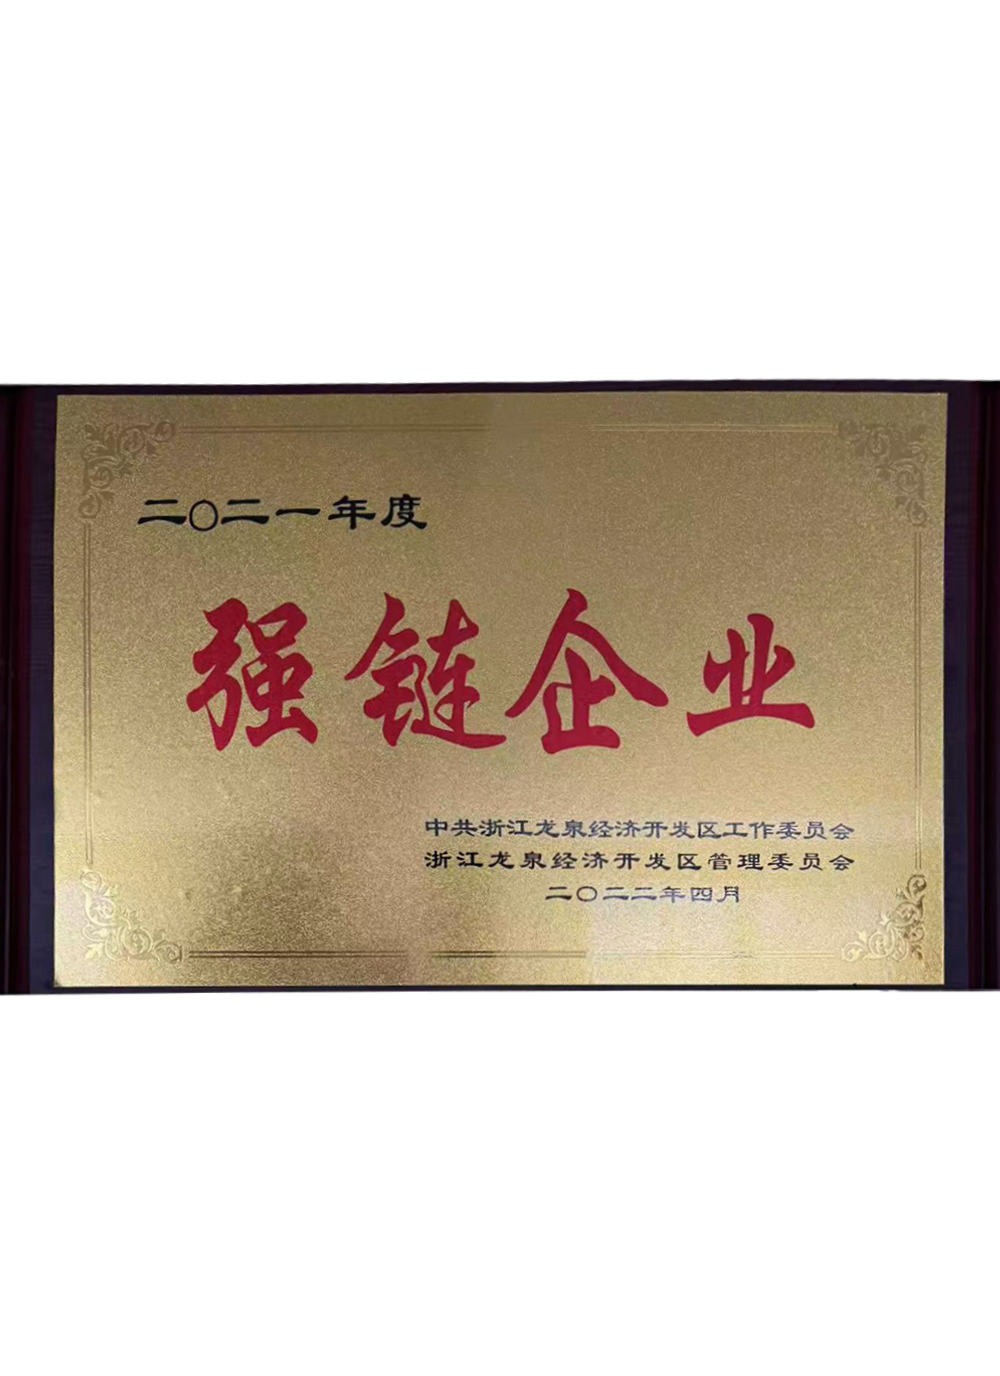 二〇二一年度
强链企业
中共浙江龙泉经济开发区工作委员会
浙江龙泉经济开发区管理委员会
二〇二二年四月